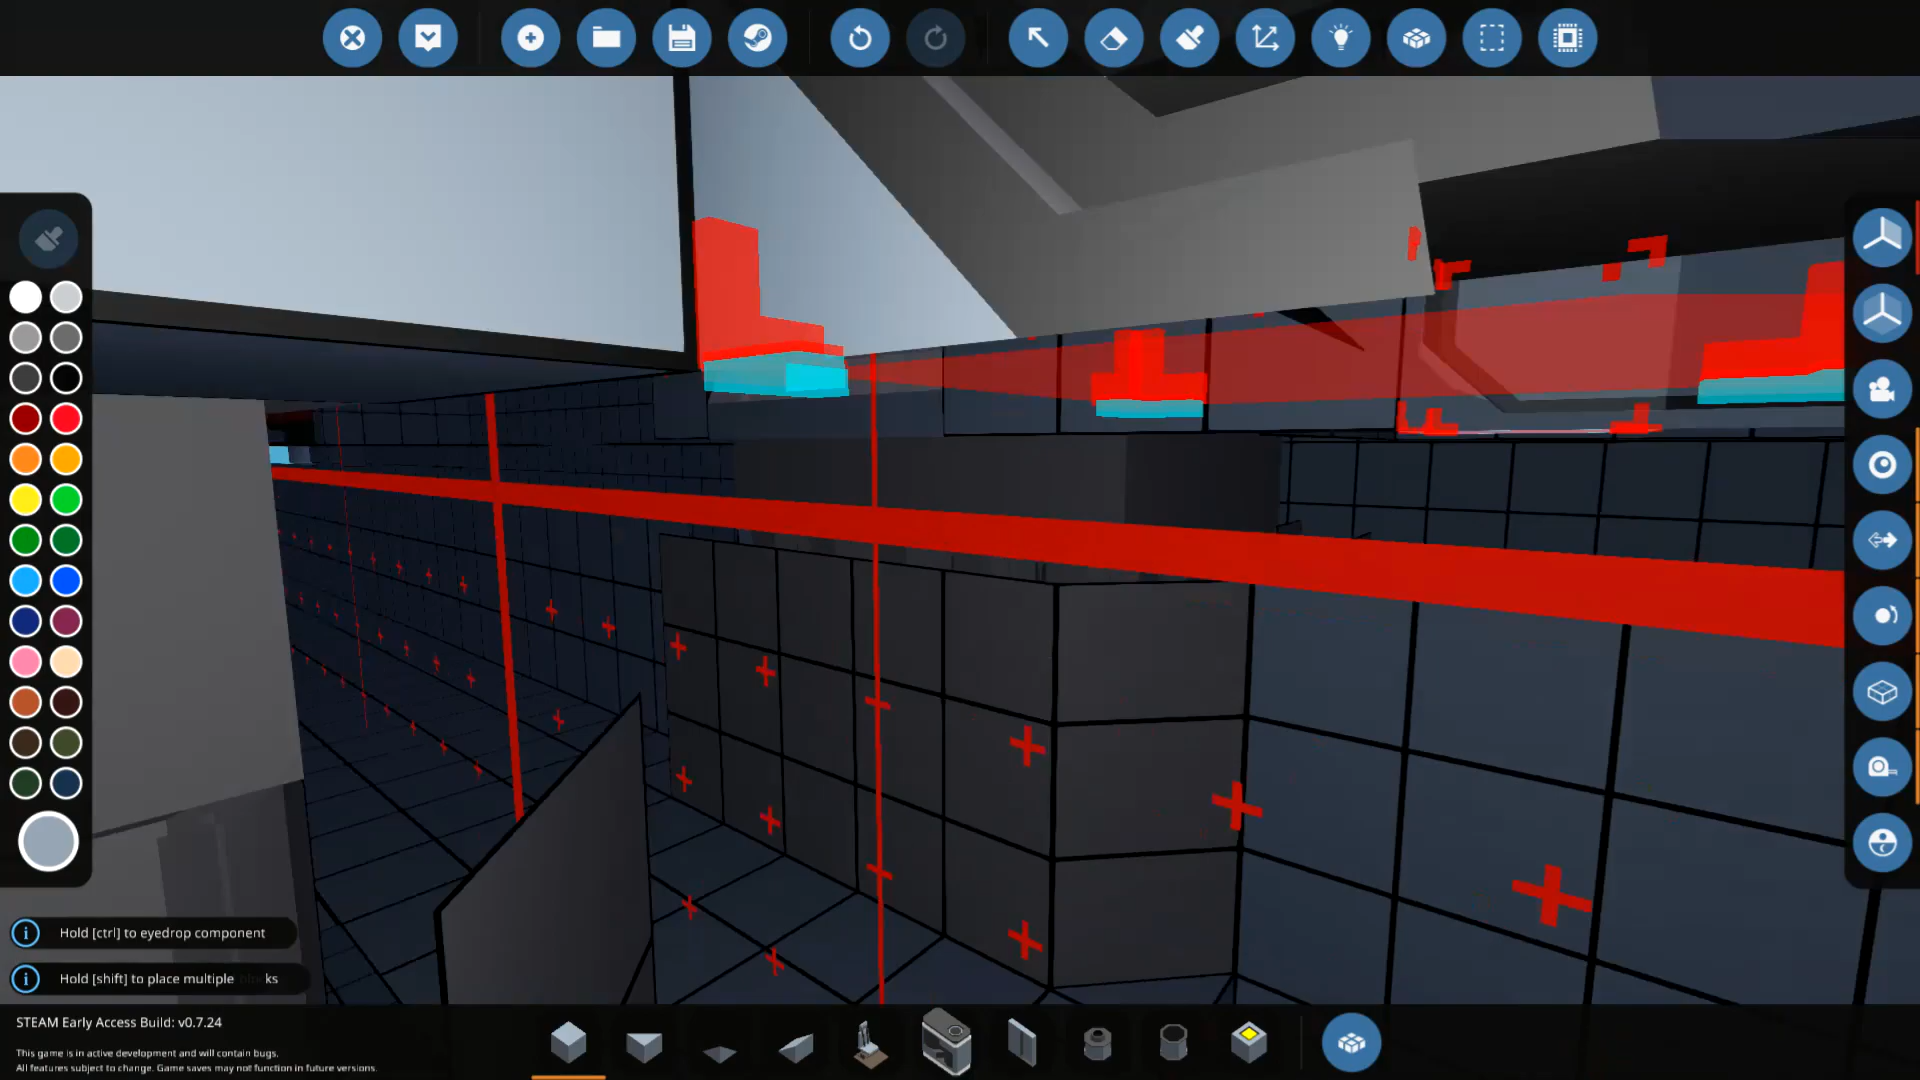 Hold [ctrl] to eyedrop component
Hold [shift] to place multiple blocks
STEAM Early Access Build: v0.7.24
This game is in active development and will contain bugs.
All features subject to change. Game saves may not function in future versions.